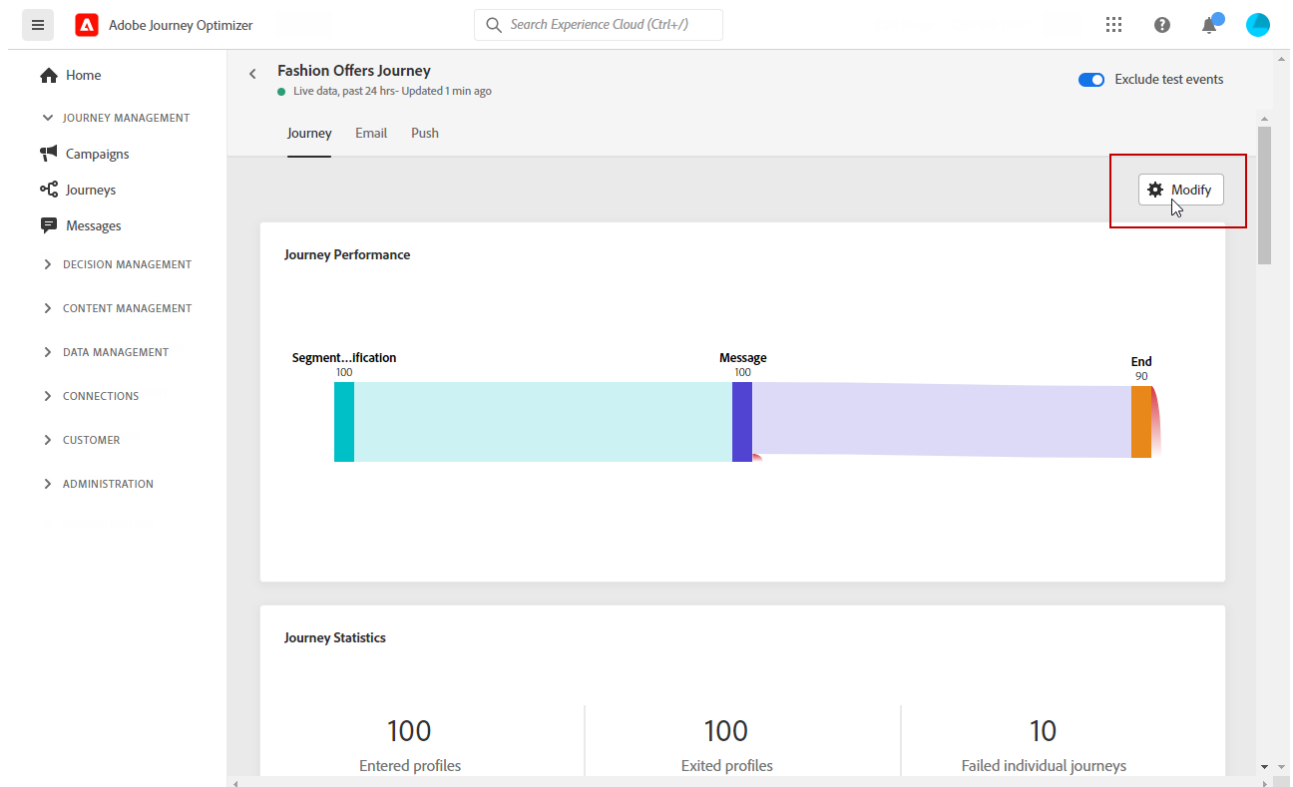 Adobe Journey Optimizer
Search Experience Cloud (Ctrl+/)
Home
JOURNEY MANAGEMENT
Campaigns
Journeys
Messages
DECISION MANAGEMENT
CONTENT MANAGEMENT
DATA MANAGEMENT
CONNECTIONS
CUSTOMER
ADMINISTRATION
Fashion Offers Journey
Live data, past 24 hrs- Updated 1 min ago
Exclude test events
Journey Email Push
Modify
Journey Performance
Segment...ification
100
Message
100
End
90
Journey Statistics
100
Entered profiles
100
Exited profiles
10
Failed individual journeys